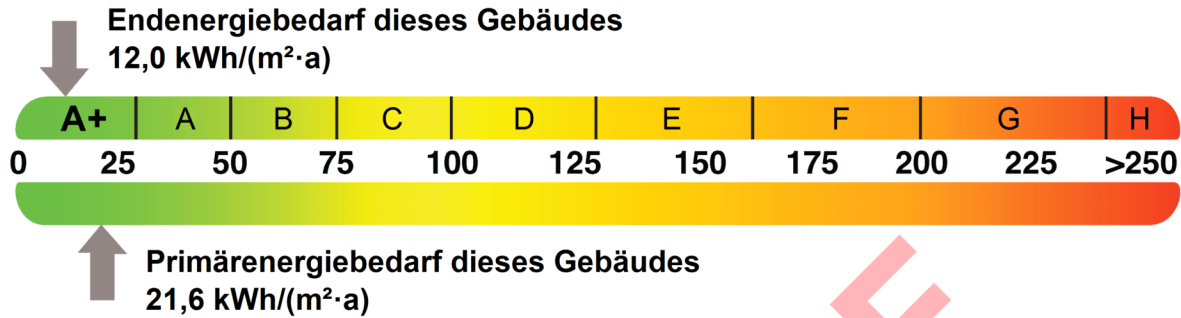 Endenergiebedarf dieses Gebäudes
12,0 kWh/(m²·a)
A+ A B C D E F G H
0 25 50 75 100 125 150 175 200 225 >250
Primärenergiebedarf dieses Gebäudes
21,6 kWh/(m²·a)